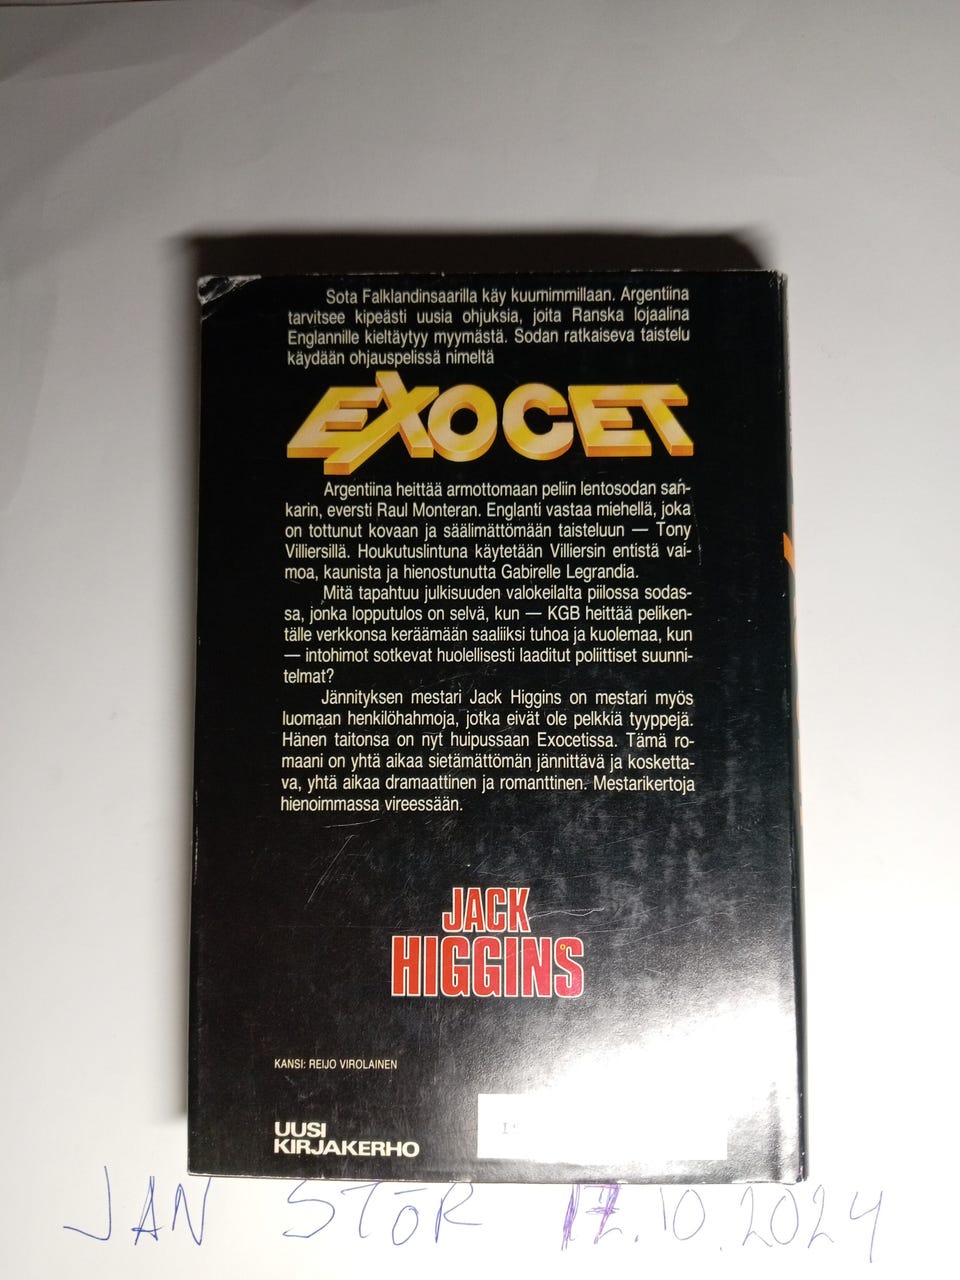 Sota Falklandinsaarilla käy kuumimmillaan. Argentiina
tarvitsee kipeästi uusia ohjuksia, joita Ranska lojaalina
Englannille kieltäytyy myymästä. Sodan ratkaiseva taistelu
käydään ohjauspelissä nimeltä
EXOCET
Argentiina heittää armottomaan peliin lentosodan san-
karin, eversti Raul Monteran. Englanti vastaa miehellä, joka
on tottunut kovaan ja säälimättömään taisteluun — Tony
Villiersillä. Houkutuslintuna käytetään Villiersin entistä vai-
moa, kaunista ja hienostunutta Gabirelle Legrandia.
Mitä tapahtuu julkisuuden valokeilalta piilossa sodas-
sa, jonka lopputulos on selvä, kun — KGB heittää peliken-
tälle verkkonsa keräämään saaliiksi tuhoa ja kuolemaa, kun
— intohimot sotkevat huolellisesti laaditut poliittiset suunni-
telmat?
Jännityksen mestari Jack Higgins on mestari myös
luomaan henkilöhahmoja, jotka eivät ole pelkkiä tyyppejä.
Hänen taitonsa on nyt huipussaan Exocetissa. Tämä ro-
maani on yhtä aikaa sietämättömän jännittävä ja kosketta-
va, yhtä aikaa dramaattinen ja romanttinen. Mestarikertoja
hienoimmassa vireessään.
JACK
HIGGINS
KANSI: REIJO VIROLAINEN
UUSI
KIRJAKERHO
JAN STÖR 17.10.2024